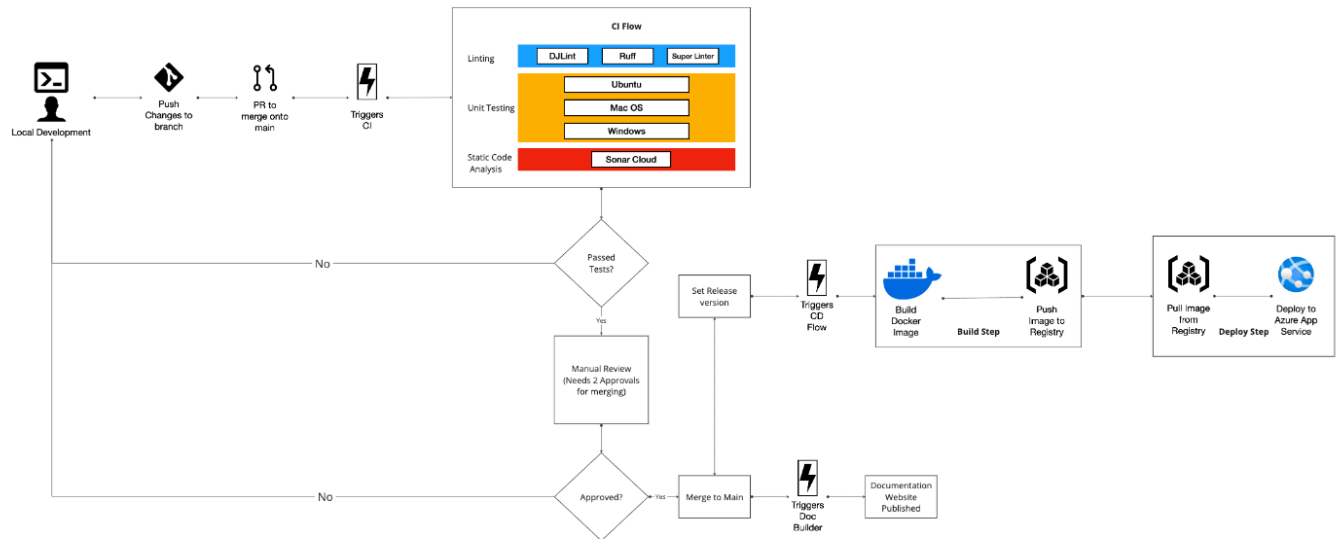 CI Flow
Linting
DJLint
Ruff
Super Linter
Unit Testing
Ubuntu
Mac OS
Windows
Static Code
Analysis
Sonar Cloud
Local Development
Push
Changes to
branch
PR to
merge onto
main
Triggers
CI
Passed
Tests?
No
Yes
Manual Review
(Needs 2 Approvals
for merging)
Approved?
No
Yes
Merge to Main
Triggers
Doc
Builder
Documentation
Website
Published
Set Release
version
Triggers
CD
Flow
Build
Docker
Image
Build Step
Push
Image to
Registry
Pull Image
from
Registry
Deploy Step
Deploy to
Azure App
Service